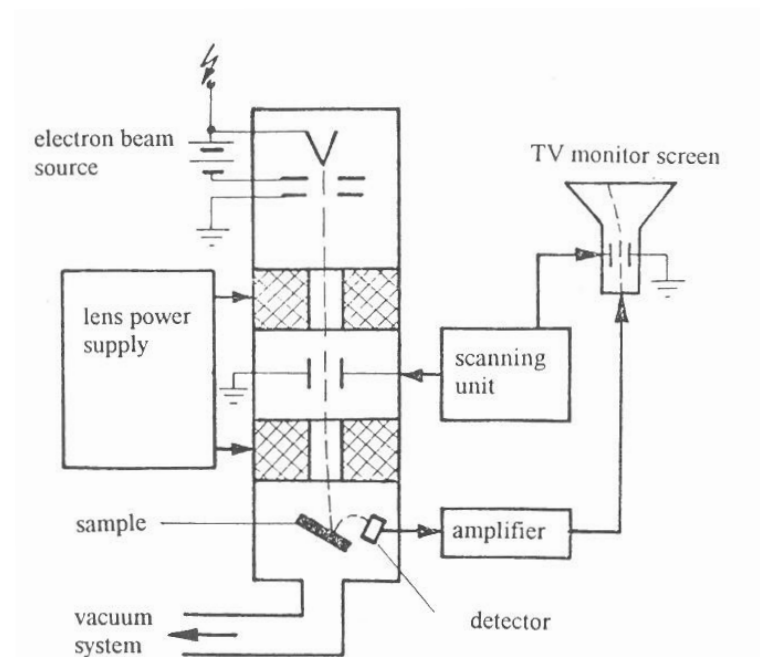 electron beam
source
TV monitor screen
lens power
supply
scanning
unit
sample
amplifier
detector
vacuum
system